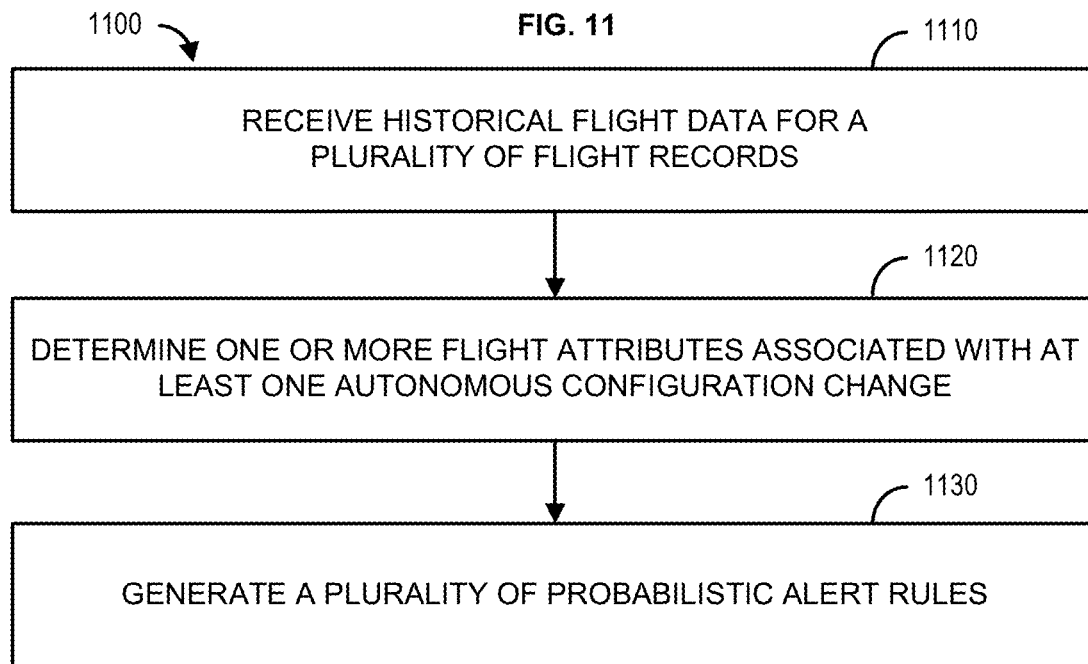 1100
FIG. 11
1110
RECEIVE HISTORICAL FLIGHT DATA FOR A
PLURALITY OF FLIGHT RECORDS
1120
DETERMINE ONE OR MORE FLIGHT ATTRIBUTES ASSOCIATED WITH AT
LEAST ONE AUTONOMOUS CONFIGURATION CHANGE
1130
GENERATE A PLURALITY OF PROBABILISTIC ALERT RULES